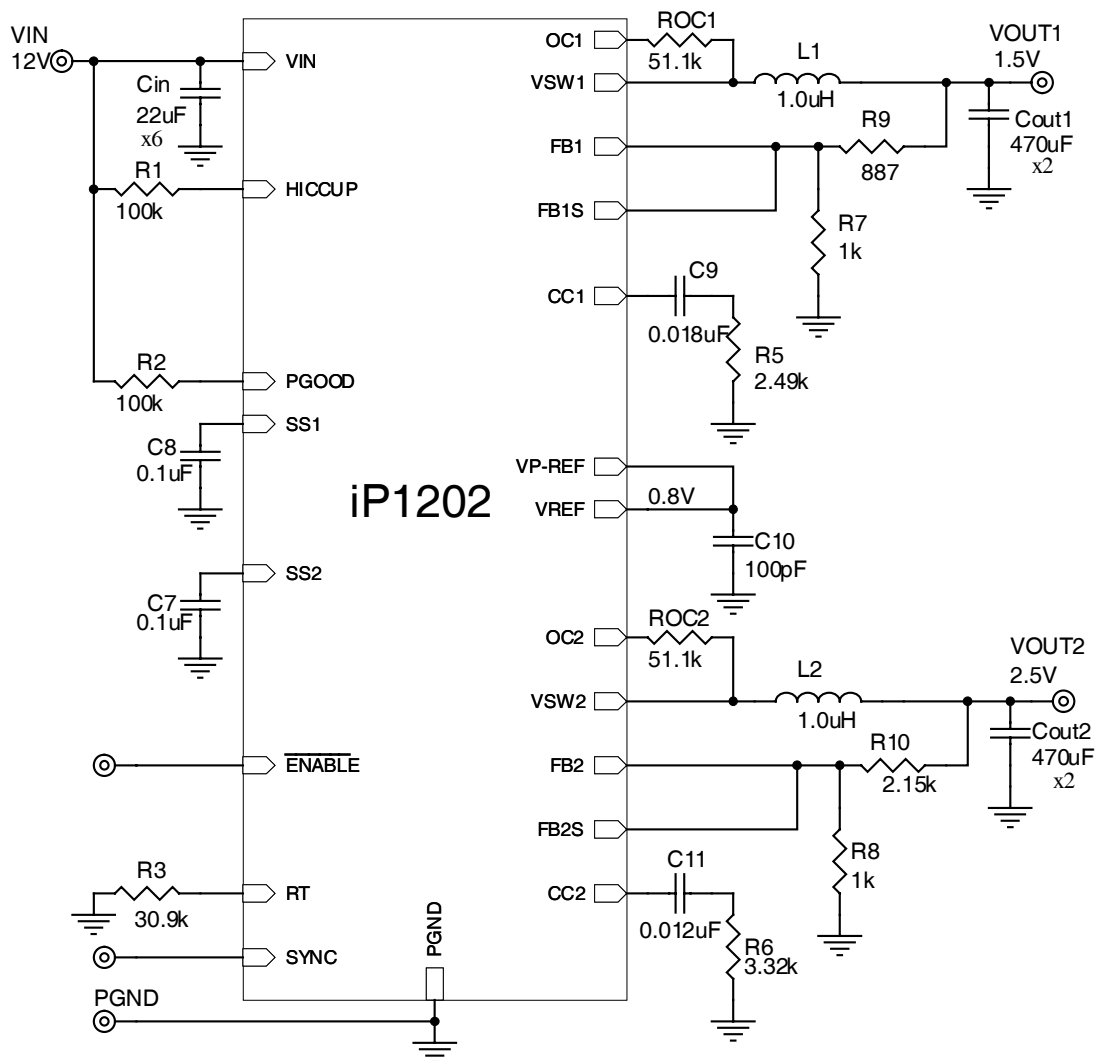 VIN
12V
Cin
22uF
x6
R1
100k
R2
100k
C8
0.1uF
C7
0.1uF
R3
30.9k
PGND
VIN
HICCUP
PGOOD
SS1
SS2
ENABLE
RT
SYNC
PGND
iP1202
OC1
VSW1
FB1
FB1S
CC1
VP-REF
VREF
OC2
VSW2
FB2
FB2S
CC2
ROC1
51.1k
L1
1.0uH
VOUT1
1.5V
Cout1
470uF
x2
R9
887
R7
1k
C9
0.018uF
R5
2.49k
0.8V
C10
100pF
ROC2
51.1k
L2
1.0uH
VOUT2
2.5V
Cout2
470uF
x2
R10
2.15k
R8
1k
C11
0.012uF
R6
3.32k